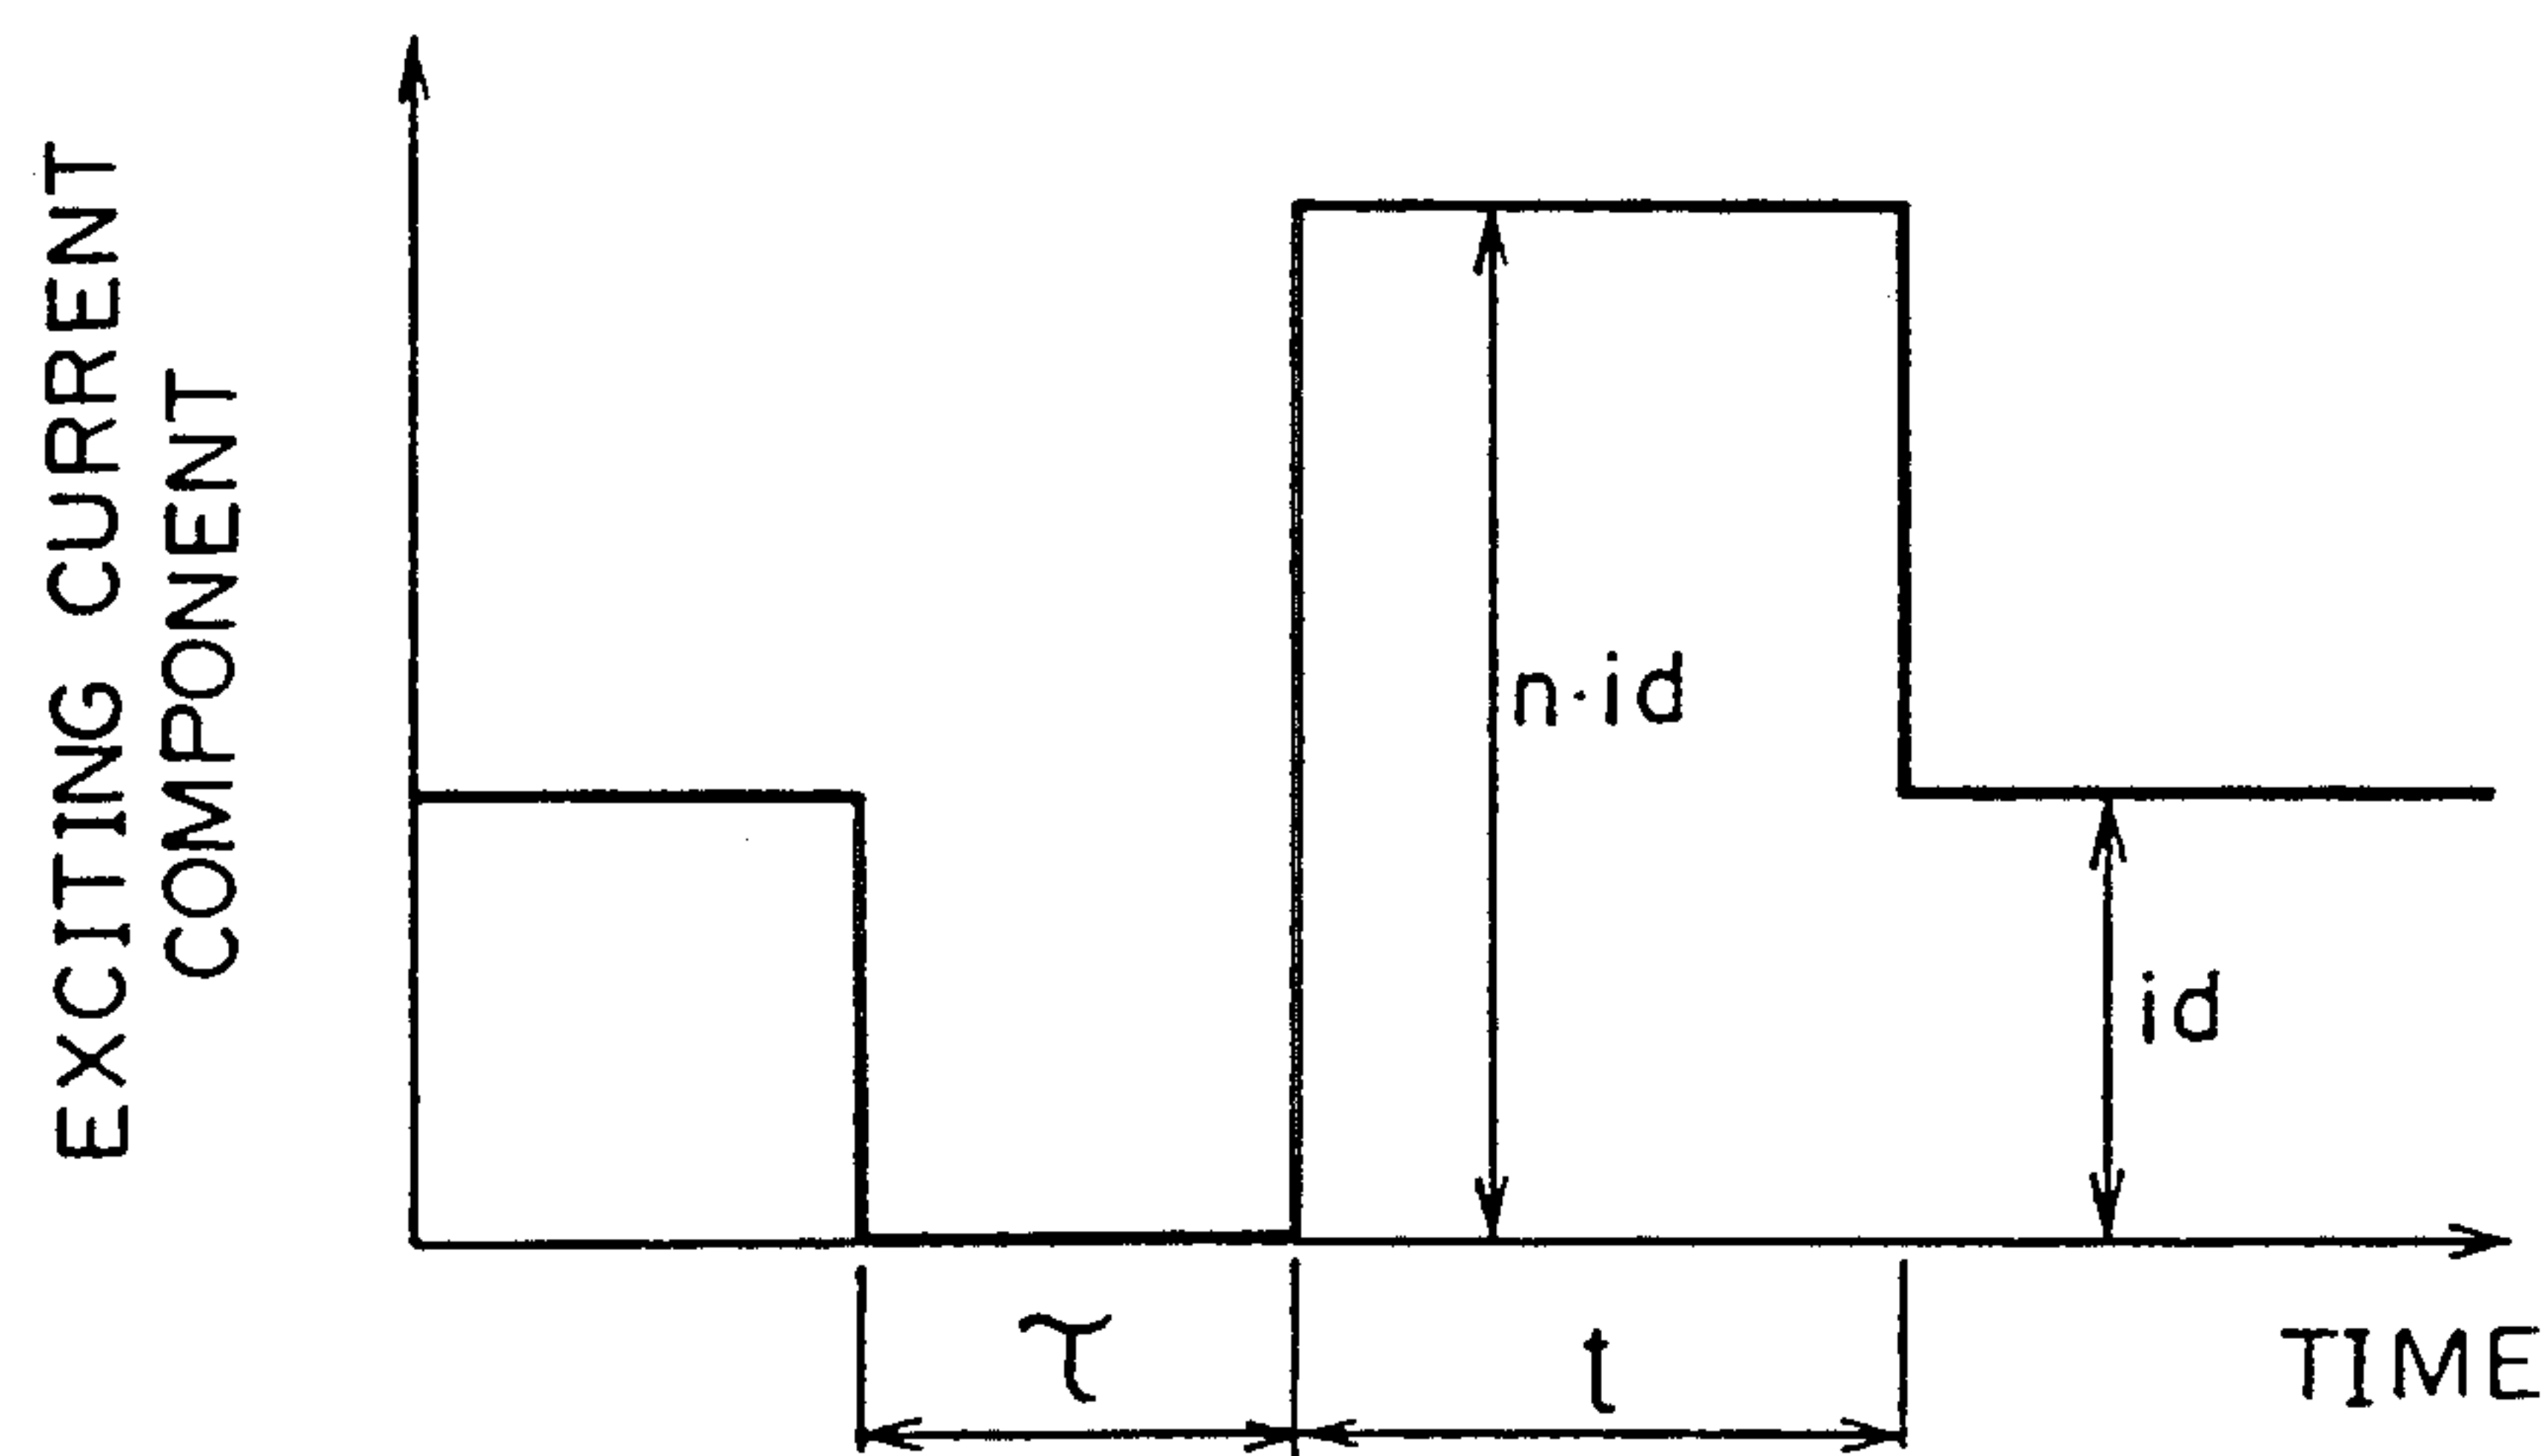 EXCITING CURRENT
COMPONENT
n·id
id
τ
t
TIME